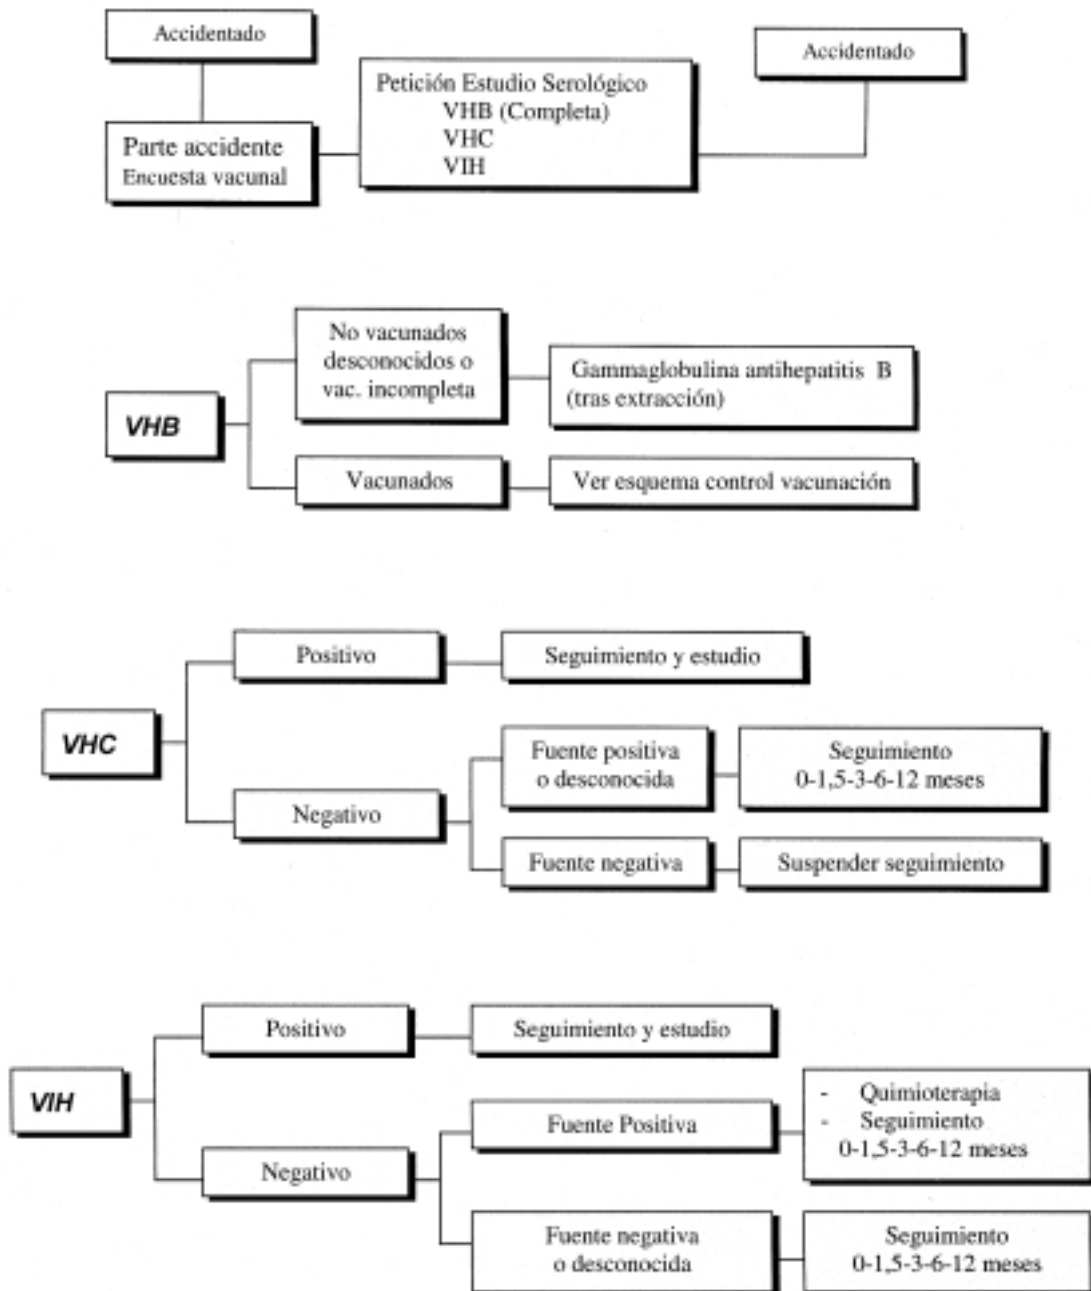 Accidentado
Accidentado
Petición Estudio Serológico
VHB (Completa)
VHC
VIH
Parte accidente
Encuesta vacunal
VHB
No vacunados
desconocidos o
vac. incompleta
Gammaglobulina antihepatitis B
(tras extracción)
Vacunados
Ver esquema control vacunación
VHC
Positivo
Seguimiento y estudio
Negativo
Fuente positiva
o desconocida
Seguimiento
0-1,5-3-6-12 meses
Fuente negativa
Suspender seguimiento
VIH
Positivo
Seguimiento y estudio
Negativo
Fuente Positiva
- Quimioterapia
- Seguimiento
0-1,5-3-6-12 meses
Fuente negativa
o desconocida
Seguimiento
0-1,5-3-6-12 meses